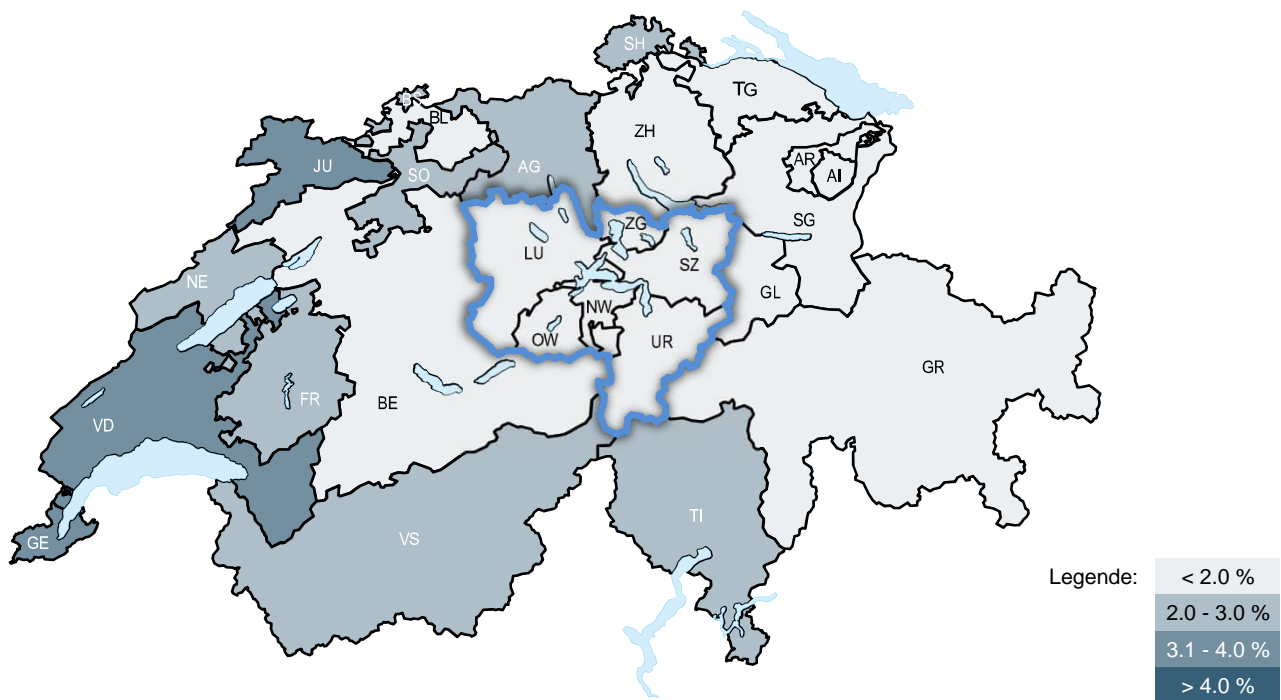 SH
TG
BL
ZH
JU
AG
AR
AI
SO
ZG
SG
LU
SZ
NE
GL
NW
OW
UR
GR
BE
FR
VD
TI
VS
GE
Legende:
< 2.0 %
2.0 - 3.0 %
3.1 - 4.0 %
> 4.0 %